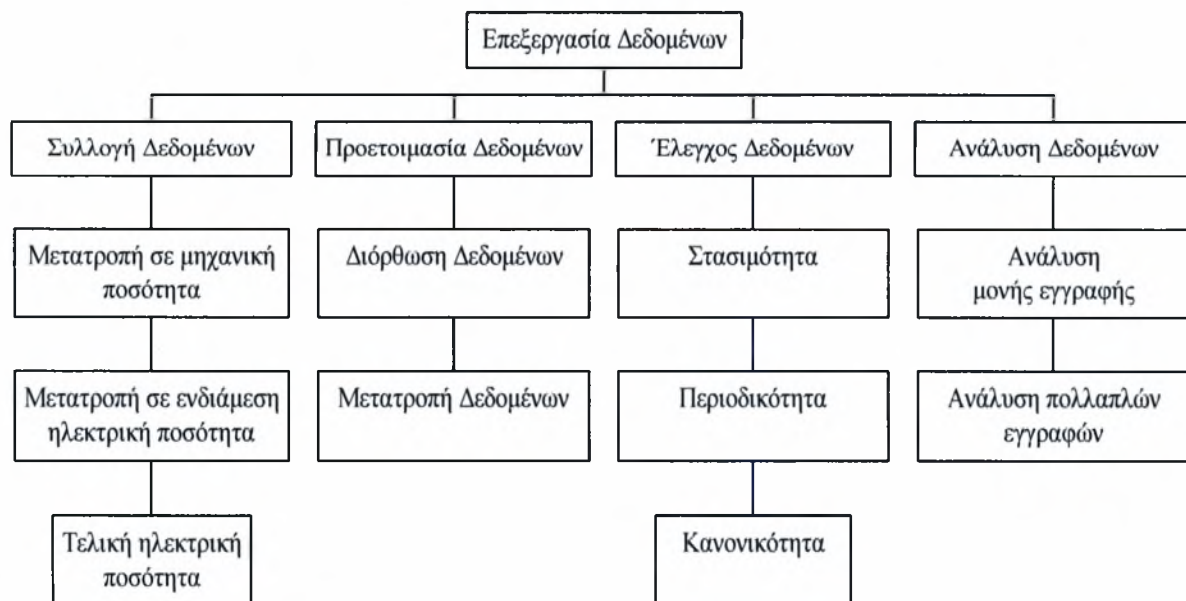 Επεξεργασία Δεδομένων
Συλλογή Δεδομένων
Προετοιμασία Δεδομένων
Έλεγχος Δεδομένων
Ανάλυση Δεδομένων
Μετατροπή σε μηχανική
ποσότητα
Διόρθωση Δεδομένων
Στασιμότητα
Ανάλυση
μονής εγγραφής
Μετατροπή σε ενδιάμεση
ηλεκτρική ποσότητα
Μετατροπή Δεδομένων
Περιοδικότητα
Ανάλυση πολλαπλών
εγγραφών
Τελική ηλεκτρική
ποσότητα
Κανονικότητα